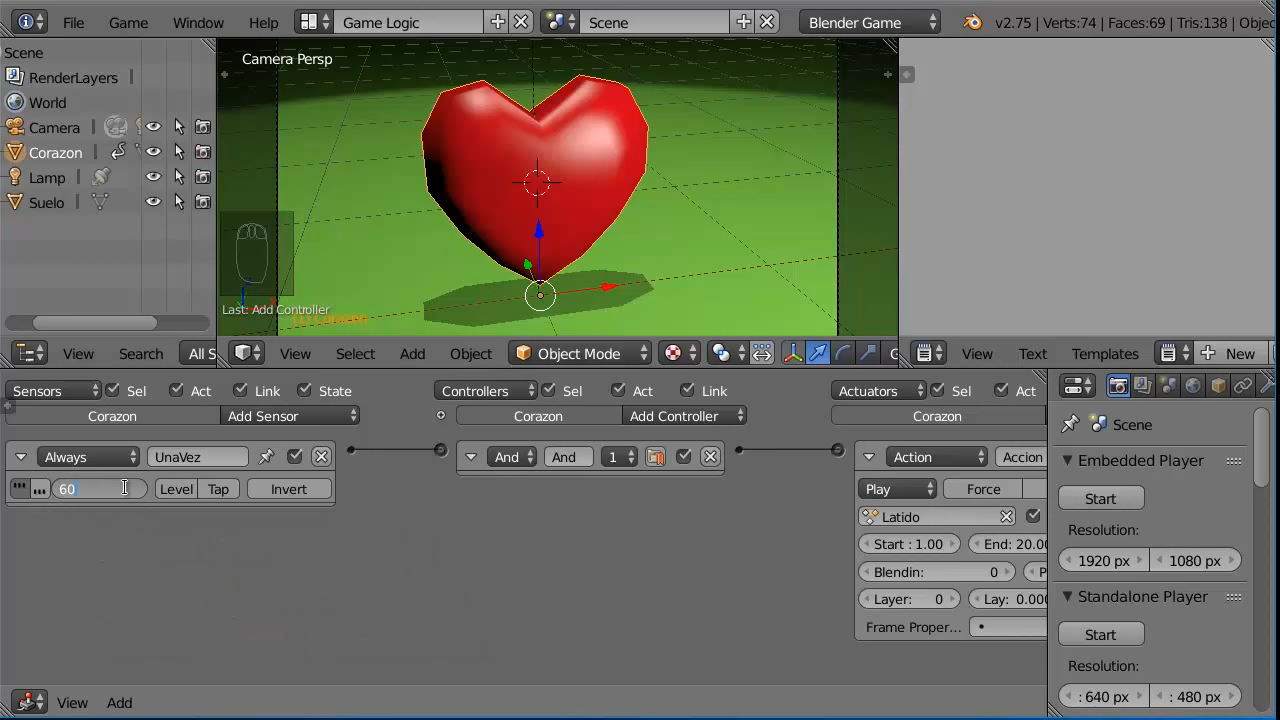 File Game Window Help Game Logic Scene Blender Game v2.75 | Verts:74 | Faces:69 | Tris:138 | Objec
Scene
RenderLayers
World
Camera
Corazon
Lamp
Suelo
View Search All S
Camera Persp
Last: Add Controller
(1) Corazon
View Select Add Object Object Mode
View Text Templates New
Sensors Sel Act Link State
Corazon Add Sensor
Always UnaVez
60 Level Tap Invert
Controllers Sel Act Link
Corazon Add Controller
And And 1
Actuators Sel Act
Corazon
Action Accion
Play Force
Latido
Start : 1.00 End: 20.00
Blendin: 0 P
Layer: 0 Lay: 0.000
Frame Proper...
View Add
Scene
Embedded Player
Start
Resolution:
1920 px 1080 px
Standalone Player
Start
Resolution:
: 640 px : 480 px